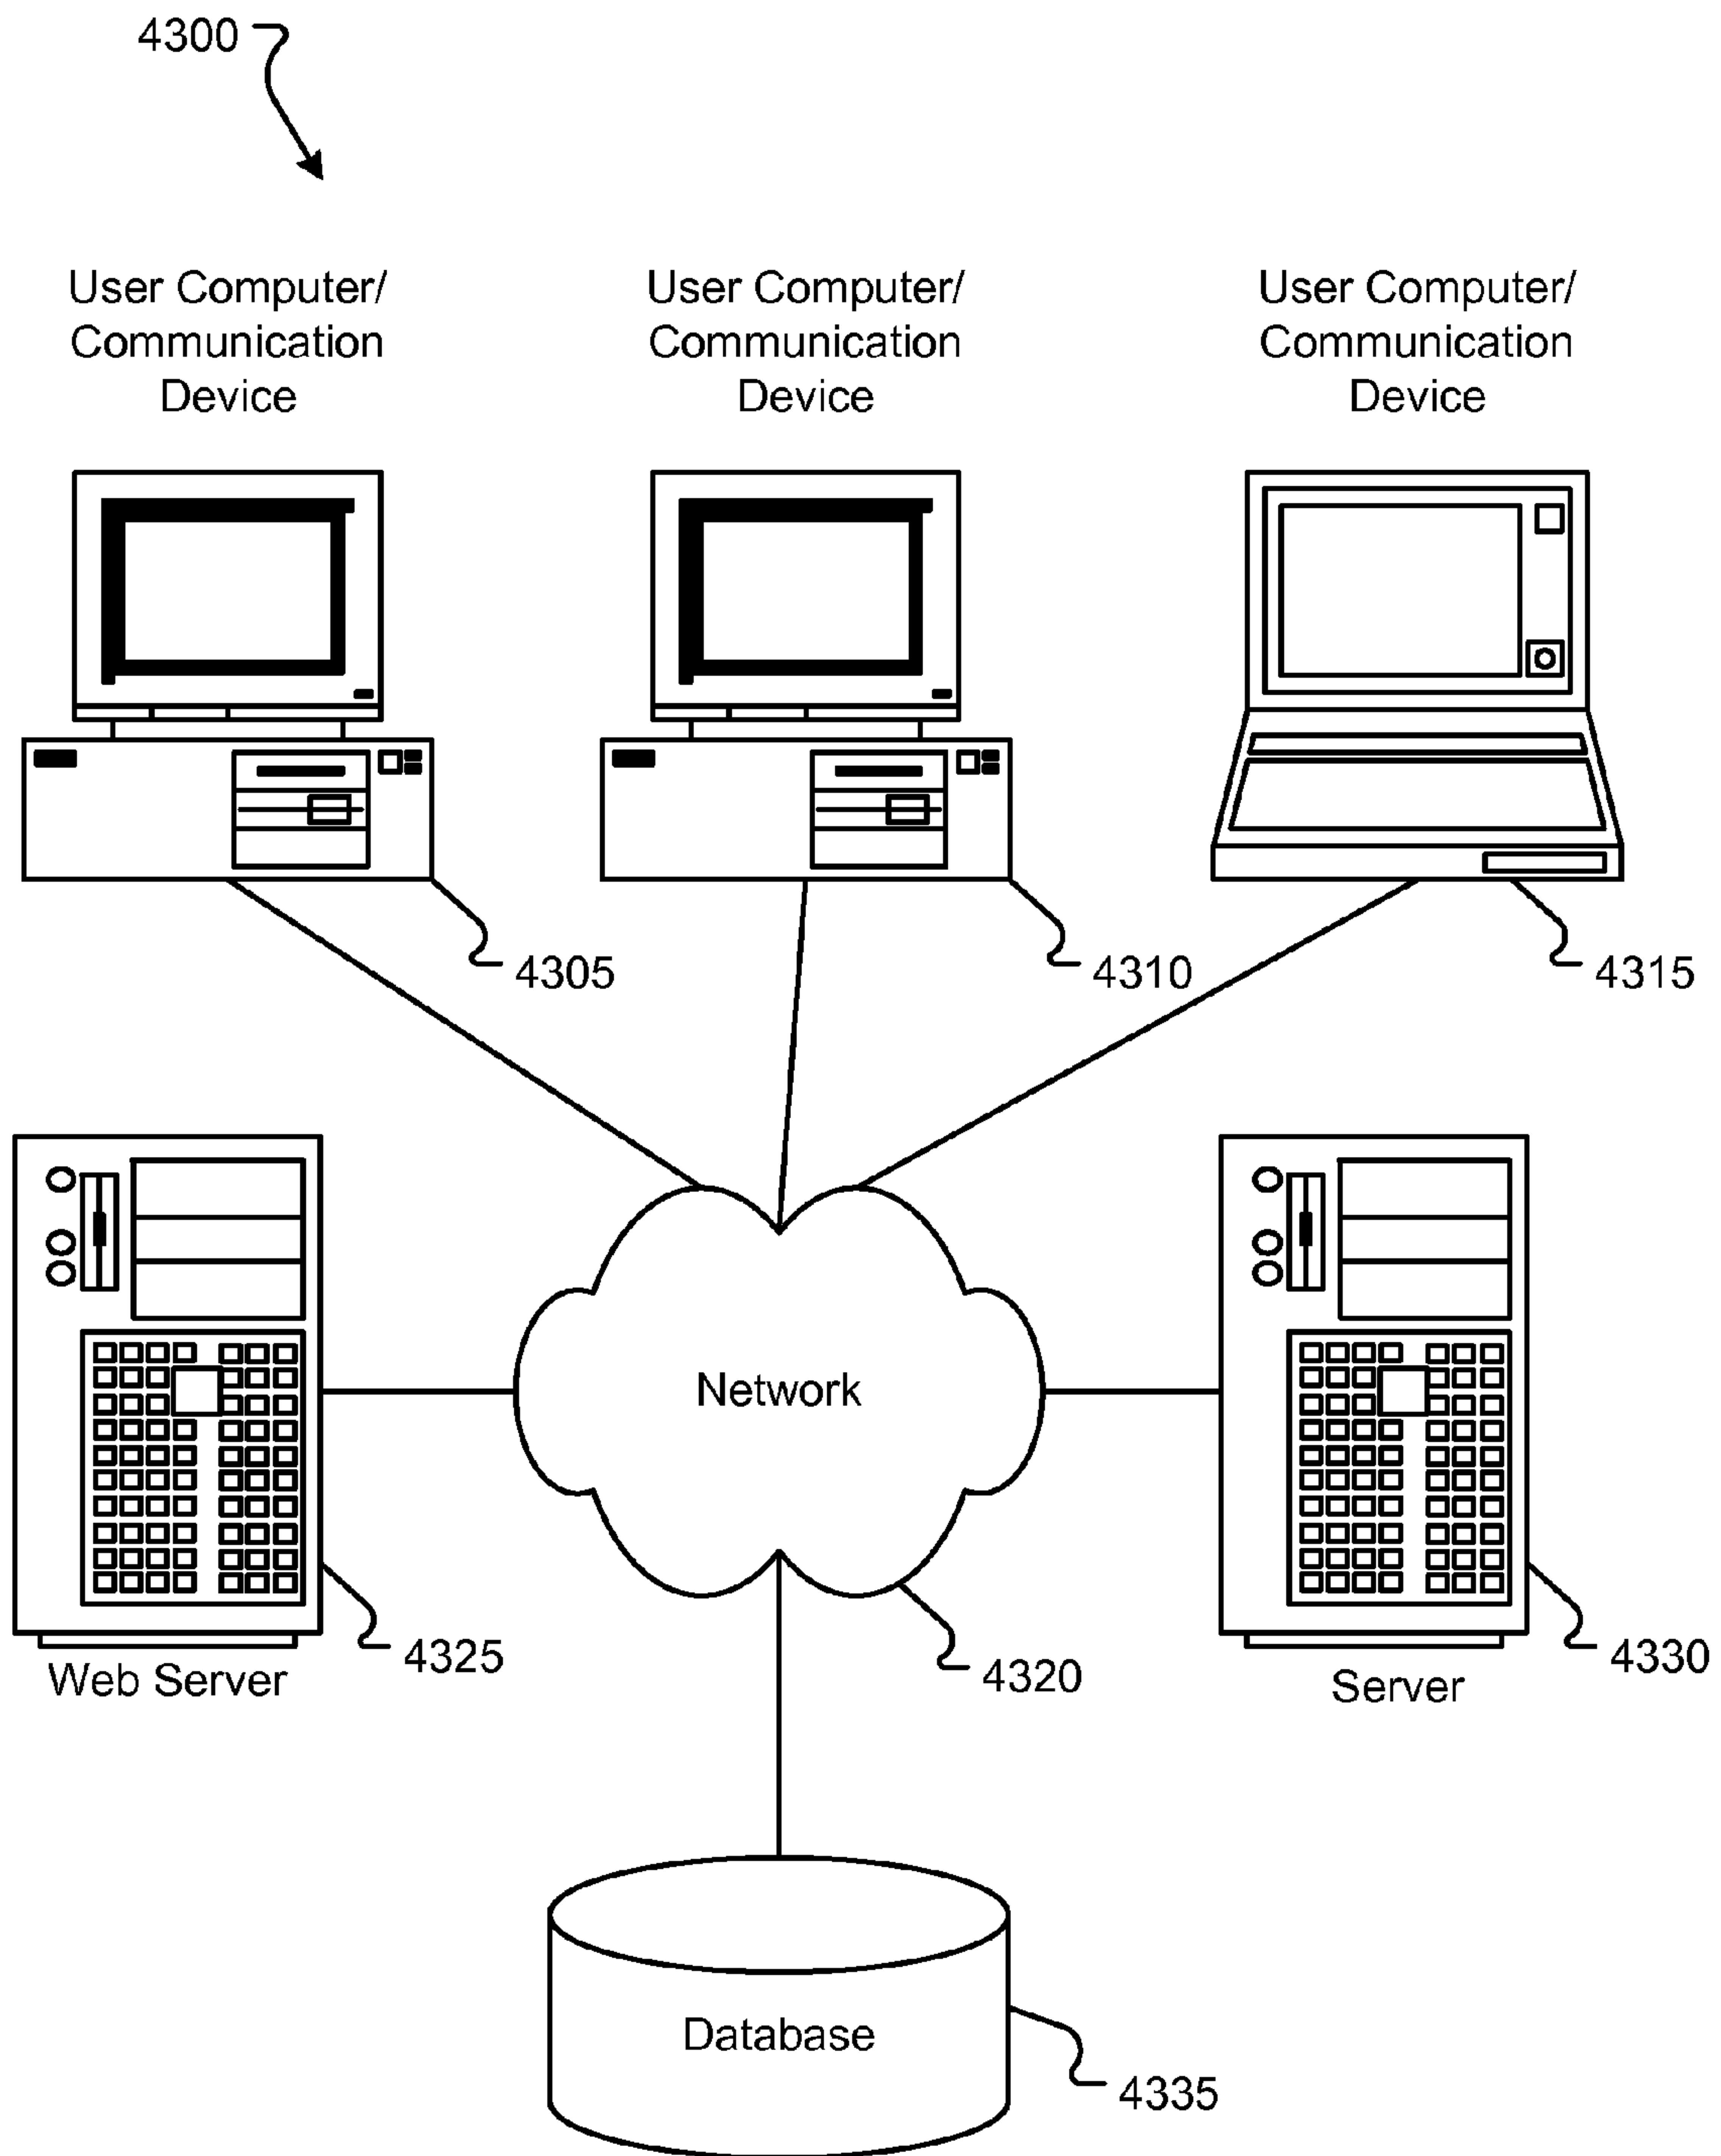 4300
User Computer/
Communication
Device
User Computer/
Communication
Device
User Computer/
Communication
Device
4305
4310
4315
Network
4325
4320
4330
Web Server
Server
Database
4335